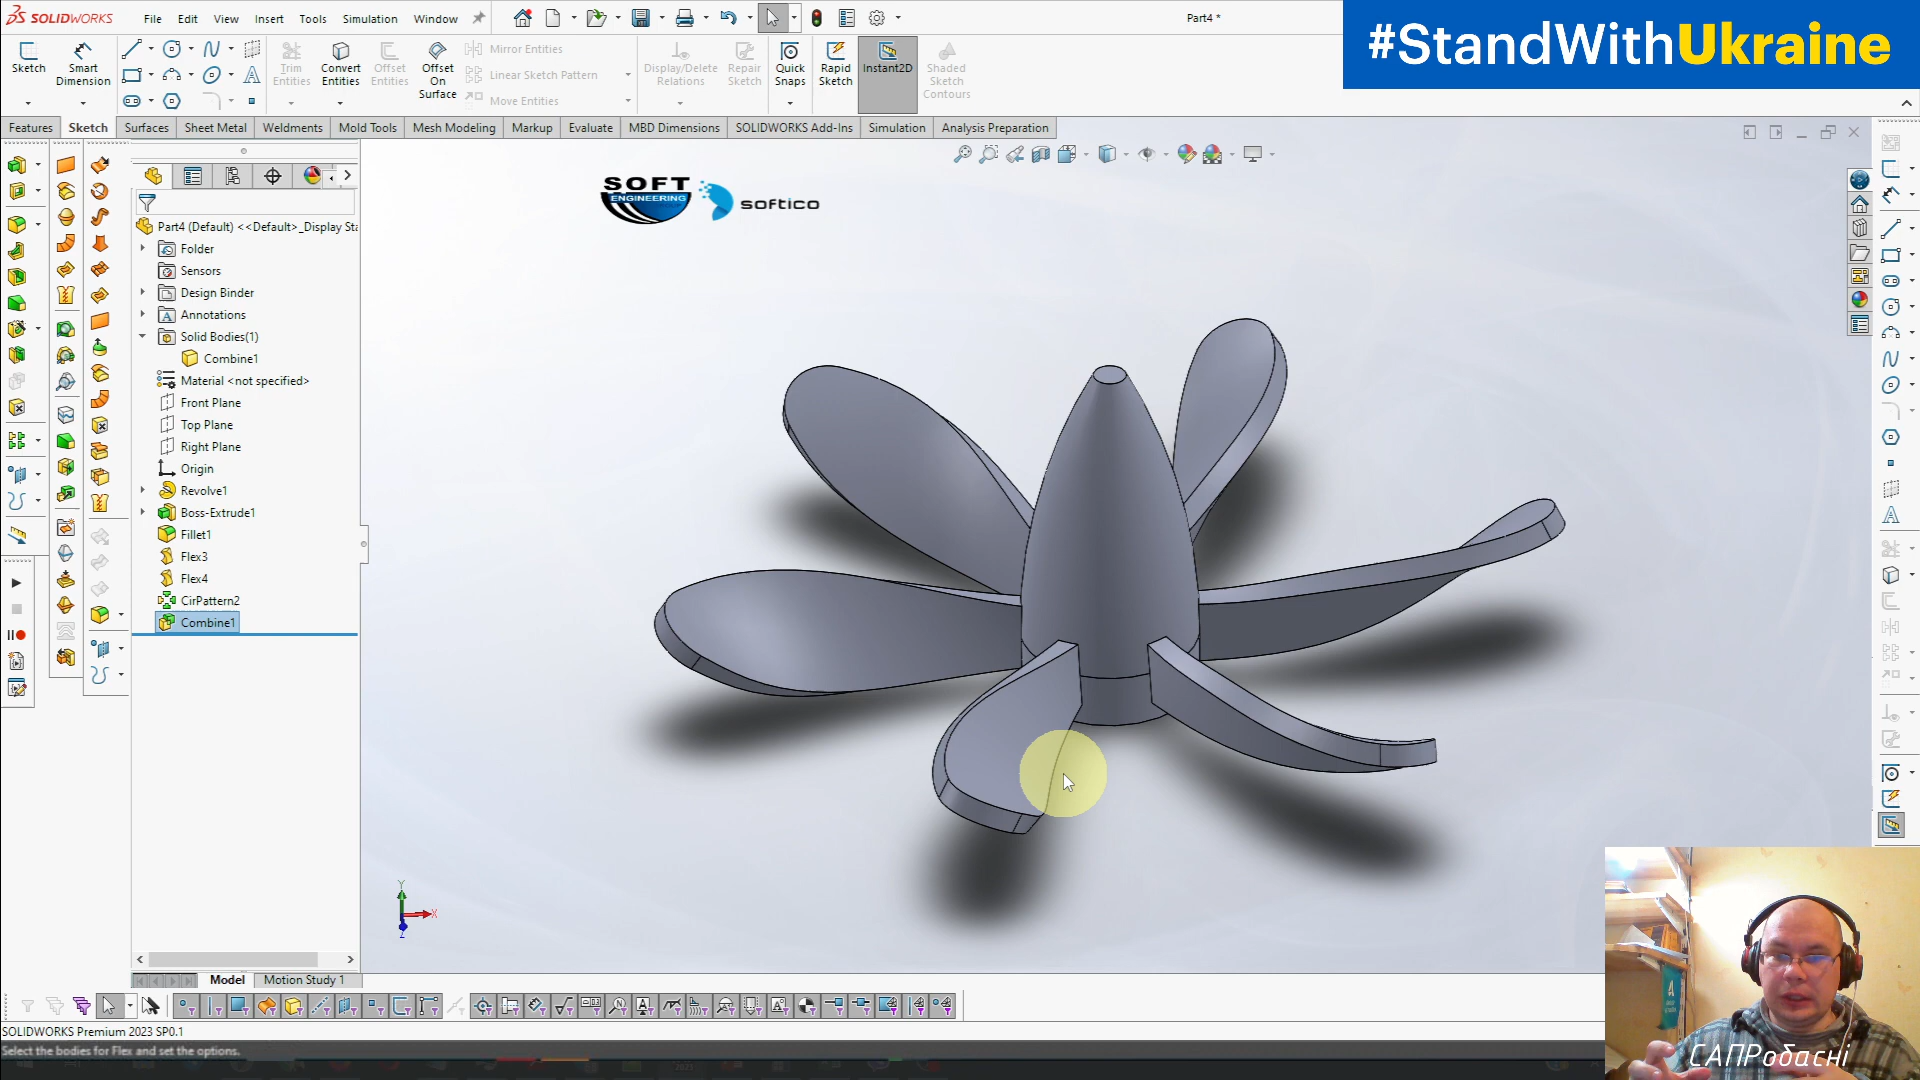 SOLIDWORKS File Edit View Insert Tools Simulation Window
Part4 *
#StandWithUkraine
Sketch Smart Dimension
Trim Entities Convert Entities Offset Entities Offset On Surface
Mirror Entities
Linear Sketch Pattern
Move Entities
Display/Delete Relations Repair Sketch Quick Snaps Rapid Sketch Instant2D Shaded Sketch Contours
Features Sketch Surfaces Sheet Metal Weldments Mold Tools Mesh Modeling Markup Evaluate MBD Dimensions SOLIDWORKS Add-Ins Simulation Analysis Preparation
SOFT
ENGINEERING
softico
Part4 (Default) <<Default>_Display Sta
Folder
Sensors
Design Binder
Annotations
Solid Bodies(1)
Combine1
Material <not specified>
Front Plane
Top Plane
Right Plane
Origin
Revolve1
Boss-Extrude1
Fillet1
Flex3
Flex4
CirPattern2
Combine1
Y
X
Z
Model Motion Study 1
SOLIDWORKS Premium 2023 SP0.1
Select the bodies for Flex and set the options.
САПРобасні